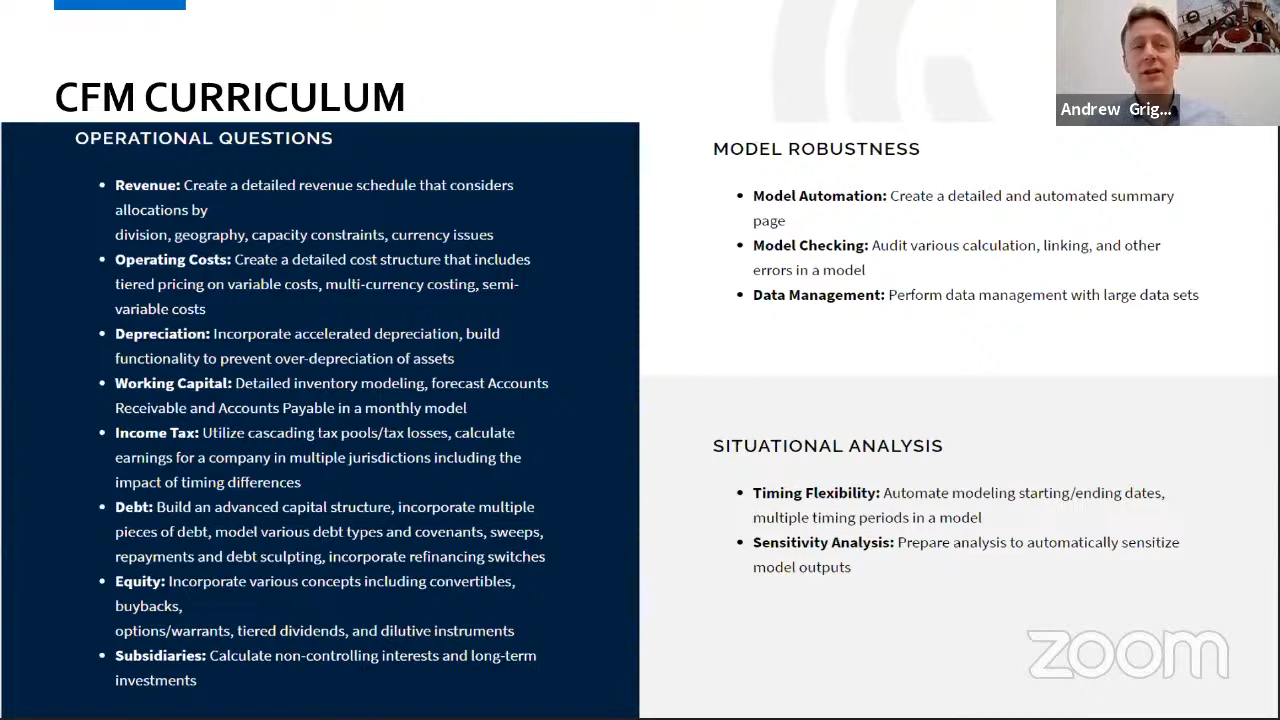 CFM CURRICULUM
OPERATIONAL QUESTIONS
• Revenue: Create a detailed revenue schedule that considers
allocations by
division, geography, capacity constraints, currency issues
• Operating Costs: Create a detailed cost structure that includes
tiered pricing on variable costs, multi-currency costing, semi-
variable costs
• Depreciation: Incorporate accelerated depreciation, build
functionality to prevent over-depreciation of assets
• Working Capital: Detailed inventory modeling, forecast Accounts
Receivable and Accounts Payable in a monthly model
• Income Tax: Utilize cascading tax pools/tax losses, calculate
earnings for a company in multiple jurisdictions including the
impact of timing differences
• Debt: Build an advanced capital structure, incorporate multiple
pieces of debt, model various debt types and covenants, sweeps,
repayments and debt sculpting, incorporate refinancing switches
• Equity: Incorporate various concepts including convertibles,
buybacks,
options/warrants, tiered dividends, and dilutive instruments
• Subsidiaries: Calculate non-controlling interests and long-term
investments
MODEL ROBUSTNESS
• Model Automation: Create a detailed and automated summary
page
• Model Checking: Audit various calculation, linking, and other
errors in a model
• Data Management: Perform data management with large data sets
SITUATIONAL ANALYSIS
• Timing Flexibility: Automate modeling starting/ending dates,
multiple timing periods in a model
• Sensitivity Analysis: Prepare analysis to automatically sensitize
model outputs
Andrew Grig...
zoom